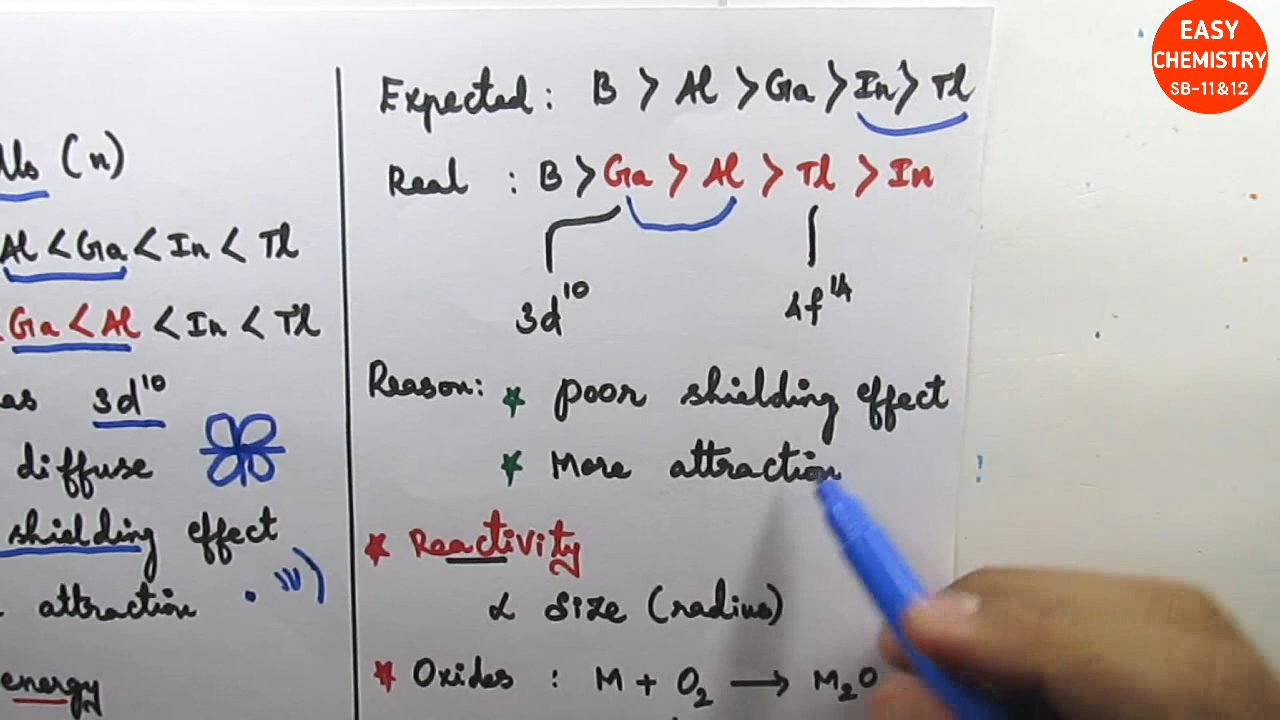 EASY
CHEMISTRY
SB-11&12
(n)
Al < Ga < In < Tl
Ga < Al < In < Tl
3d¹⁰
diffuse
shielding effect
attraction
energy
Expected : B > Al > Ga > In > Tl
Real : B > Ga > Al > Tl > In
3d¹⁰ 4f¹⁴
Reason: * poor shielding effect
* More attraction
* Reactivity
∝ Size (radius)
* Oxides : M + O₂ → M₂O